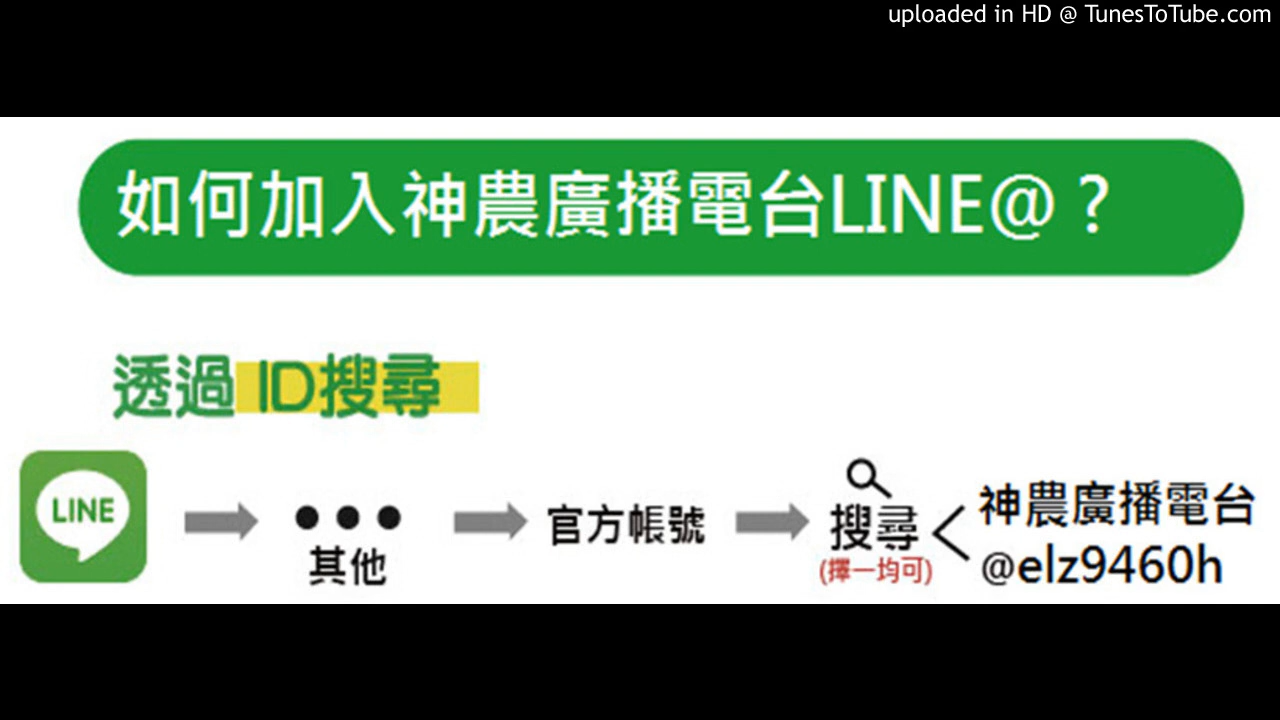 uploaded in HD @ TunesToTube.com
如何加入神農廣播電台LINE@？
透過 ID搜尋
LINE
其他
官方帳號
搜尋
(擇一均可)
神農廣播電台
@elz9460h